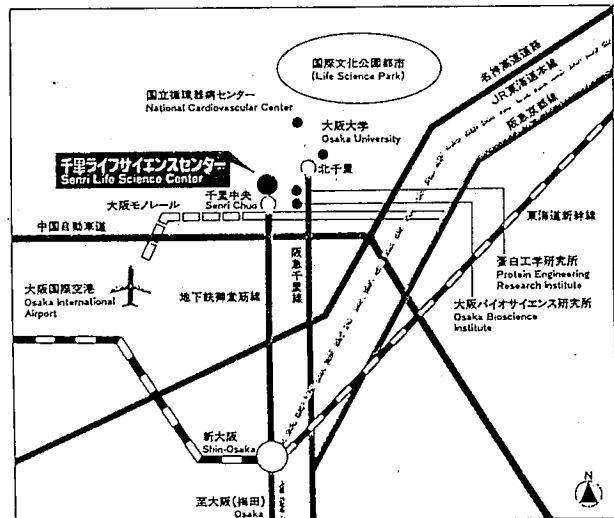 国際文化公園都市
(Life Science Park)
名神高速道路
JR東海道本線
阪急京都線
国立循環器病センター
National Cardiovascular Center
大阪大学
Osaka University
北千里
千里ライフサイエンスセンター
Senri Life Science Center
千里中央
Senri Chuo
大阪モノレール
中国自動車道
東海道新幹線
阪急千里線
地下鉄御堂筋線
蛋白工学研究所
Protein Engineering
Research Institute
大阪バイオサイエンス研究所
Osaka Bioscience
Institute
大阪国際空港
Osaka International
Airport
新大阪
Shin-Osaka
至大阪(梅田)
Osaka
N